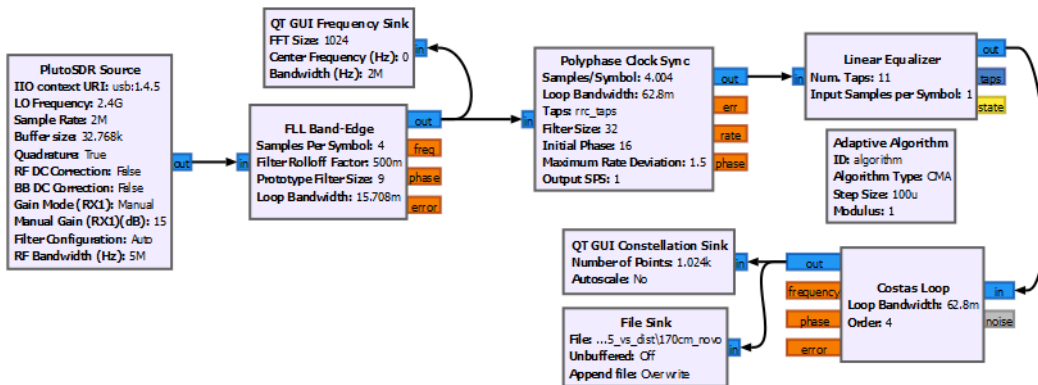 PlutoSDR Source
IIO context URI: usb:1.4.5
LO Frequency: 2.4G
Sample Rate: 2M
Buffer size: 32.768k
Quadrature: True
RF DC Correction: False
BB DC Correction: False
Gain Mode (RX1): Manual
Manual Gain (RX1)(dB): 15
Filter Configuration: Auto
RF Bandwidth (Hz): 5M
out
QT GUI Frequency Sink
FFT Size: 1024
Center Frequency (Hz): 0
Bandwidth (Hz): 2M
in
FLL Band-Edge
Samples Per Symbol: 4
Filter Rolloff Factor: 500m
Prototype Filter Size: 9
Loop Bandwidth: 15.708m
in
out
freq
phase
error
Polyphase Clock Sync
Samples/Symbol: 4.004
Loop Bandwidth: 62.8m
Taps: rrc_taps
Filter Size: 32
Initial Phase: 16
Maximum Rate Deviation: 1.5
Output SPS: 1
in
out
err
rate
phase
Linear Equalizer
Num. Taps: 11
Input Samples per Symbol: 1
in
out
taps
state
Adaptive Algorithm
ID: algorithm
Algorithm Type: CMA
Step Size: 100u
Modulus: 1
QT GUI Constellation Sink
Number of Points: 1.024k
Autoscale: No
in
File Sink
File: ...5_vs_dist\170cm_novo
Unbuffered: Off
Append file: Overwrite
in
Costas Loop
Loop Bandwidth: 62.8m
Order: 4
out
frequency
phase
error
in
noise